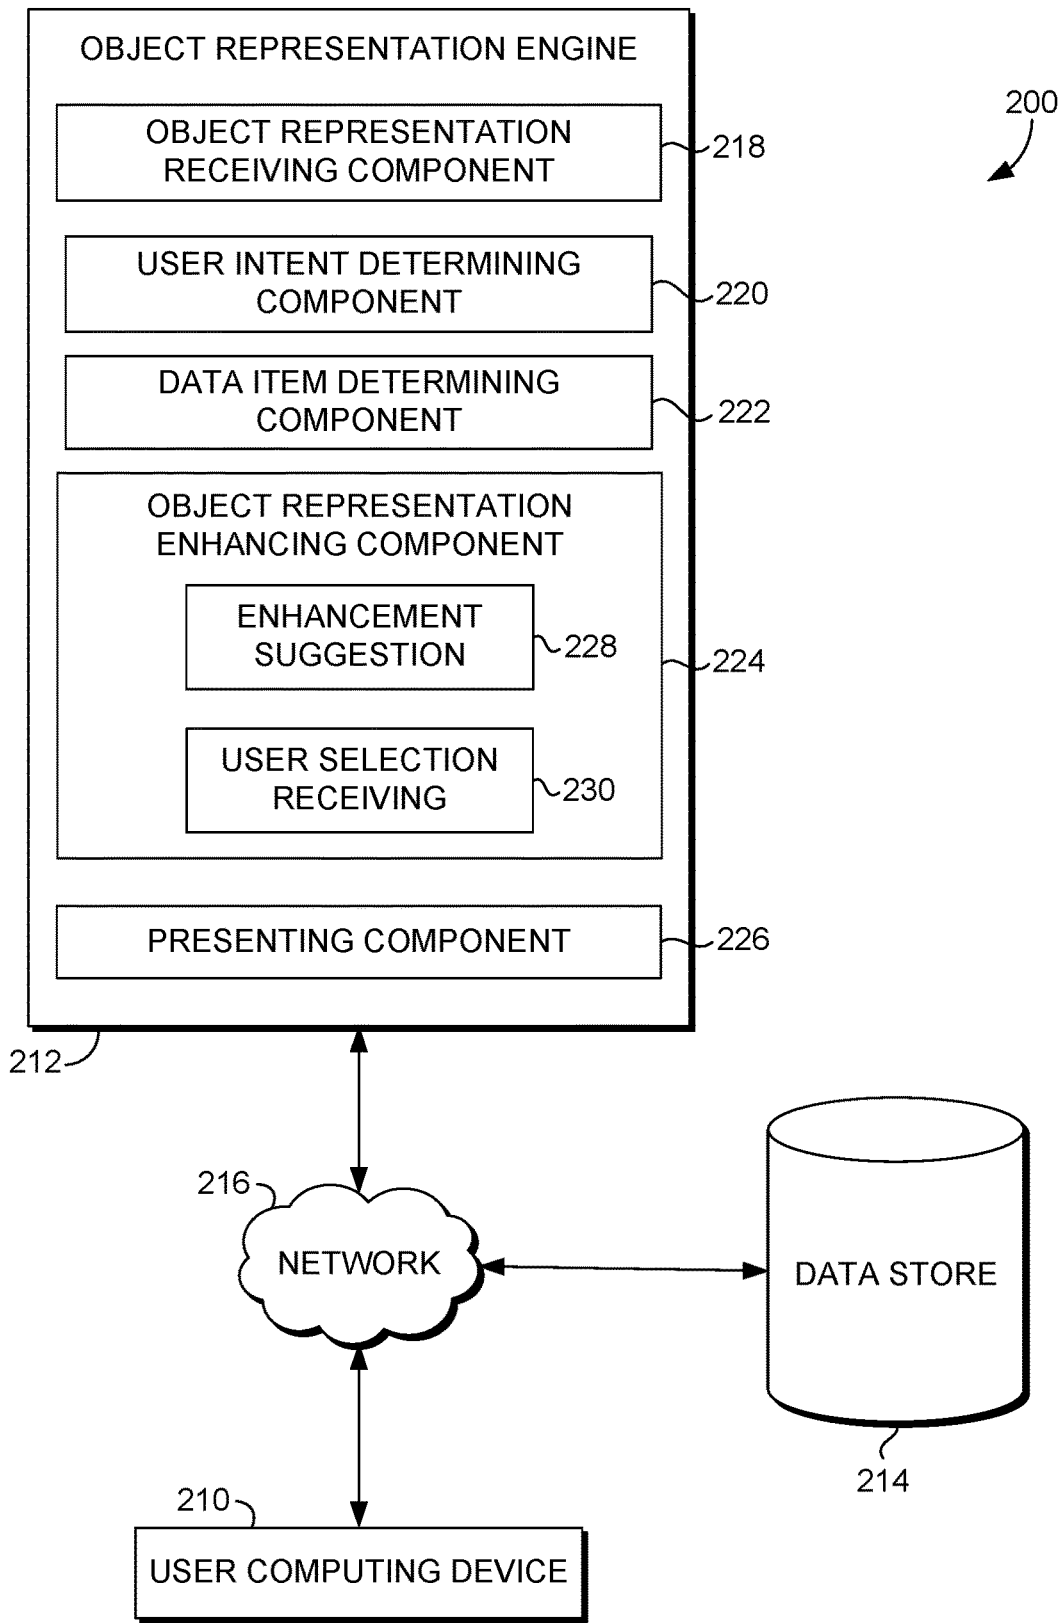 OBJECT REPRESENTATION ENGINE
200
OBJECT REPRESENTATION
RECEIVING COMPONENT
218
USER INTENT DETERMINING
COMPONENT
220
DATA ITEM DETERMINING
COMPONENT
222
OBJECT REPRESENTATION
ENHANCING COMPONENT
ENHANCEMENT
SUGGESTION
228
224
USER SELECTION
RECEIVING
230
PRESENTING COMPONENT
226
212
216
NETWORK
DATA STORE
214
210
USER COMPUTING DEVICE